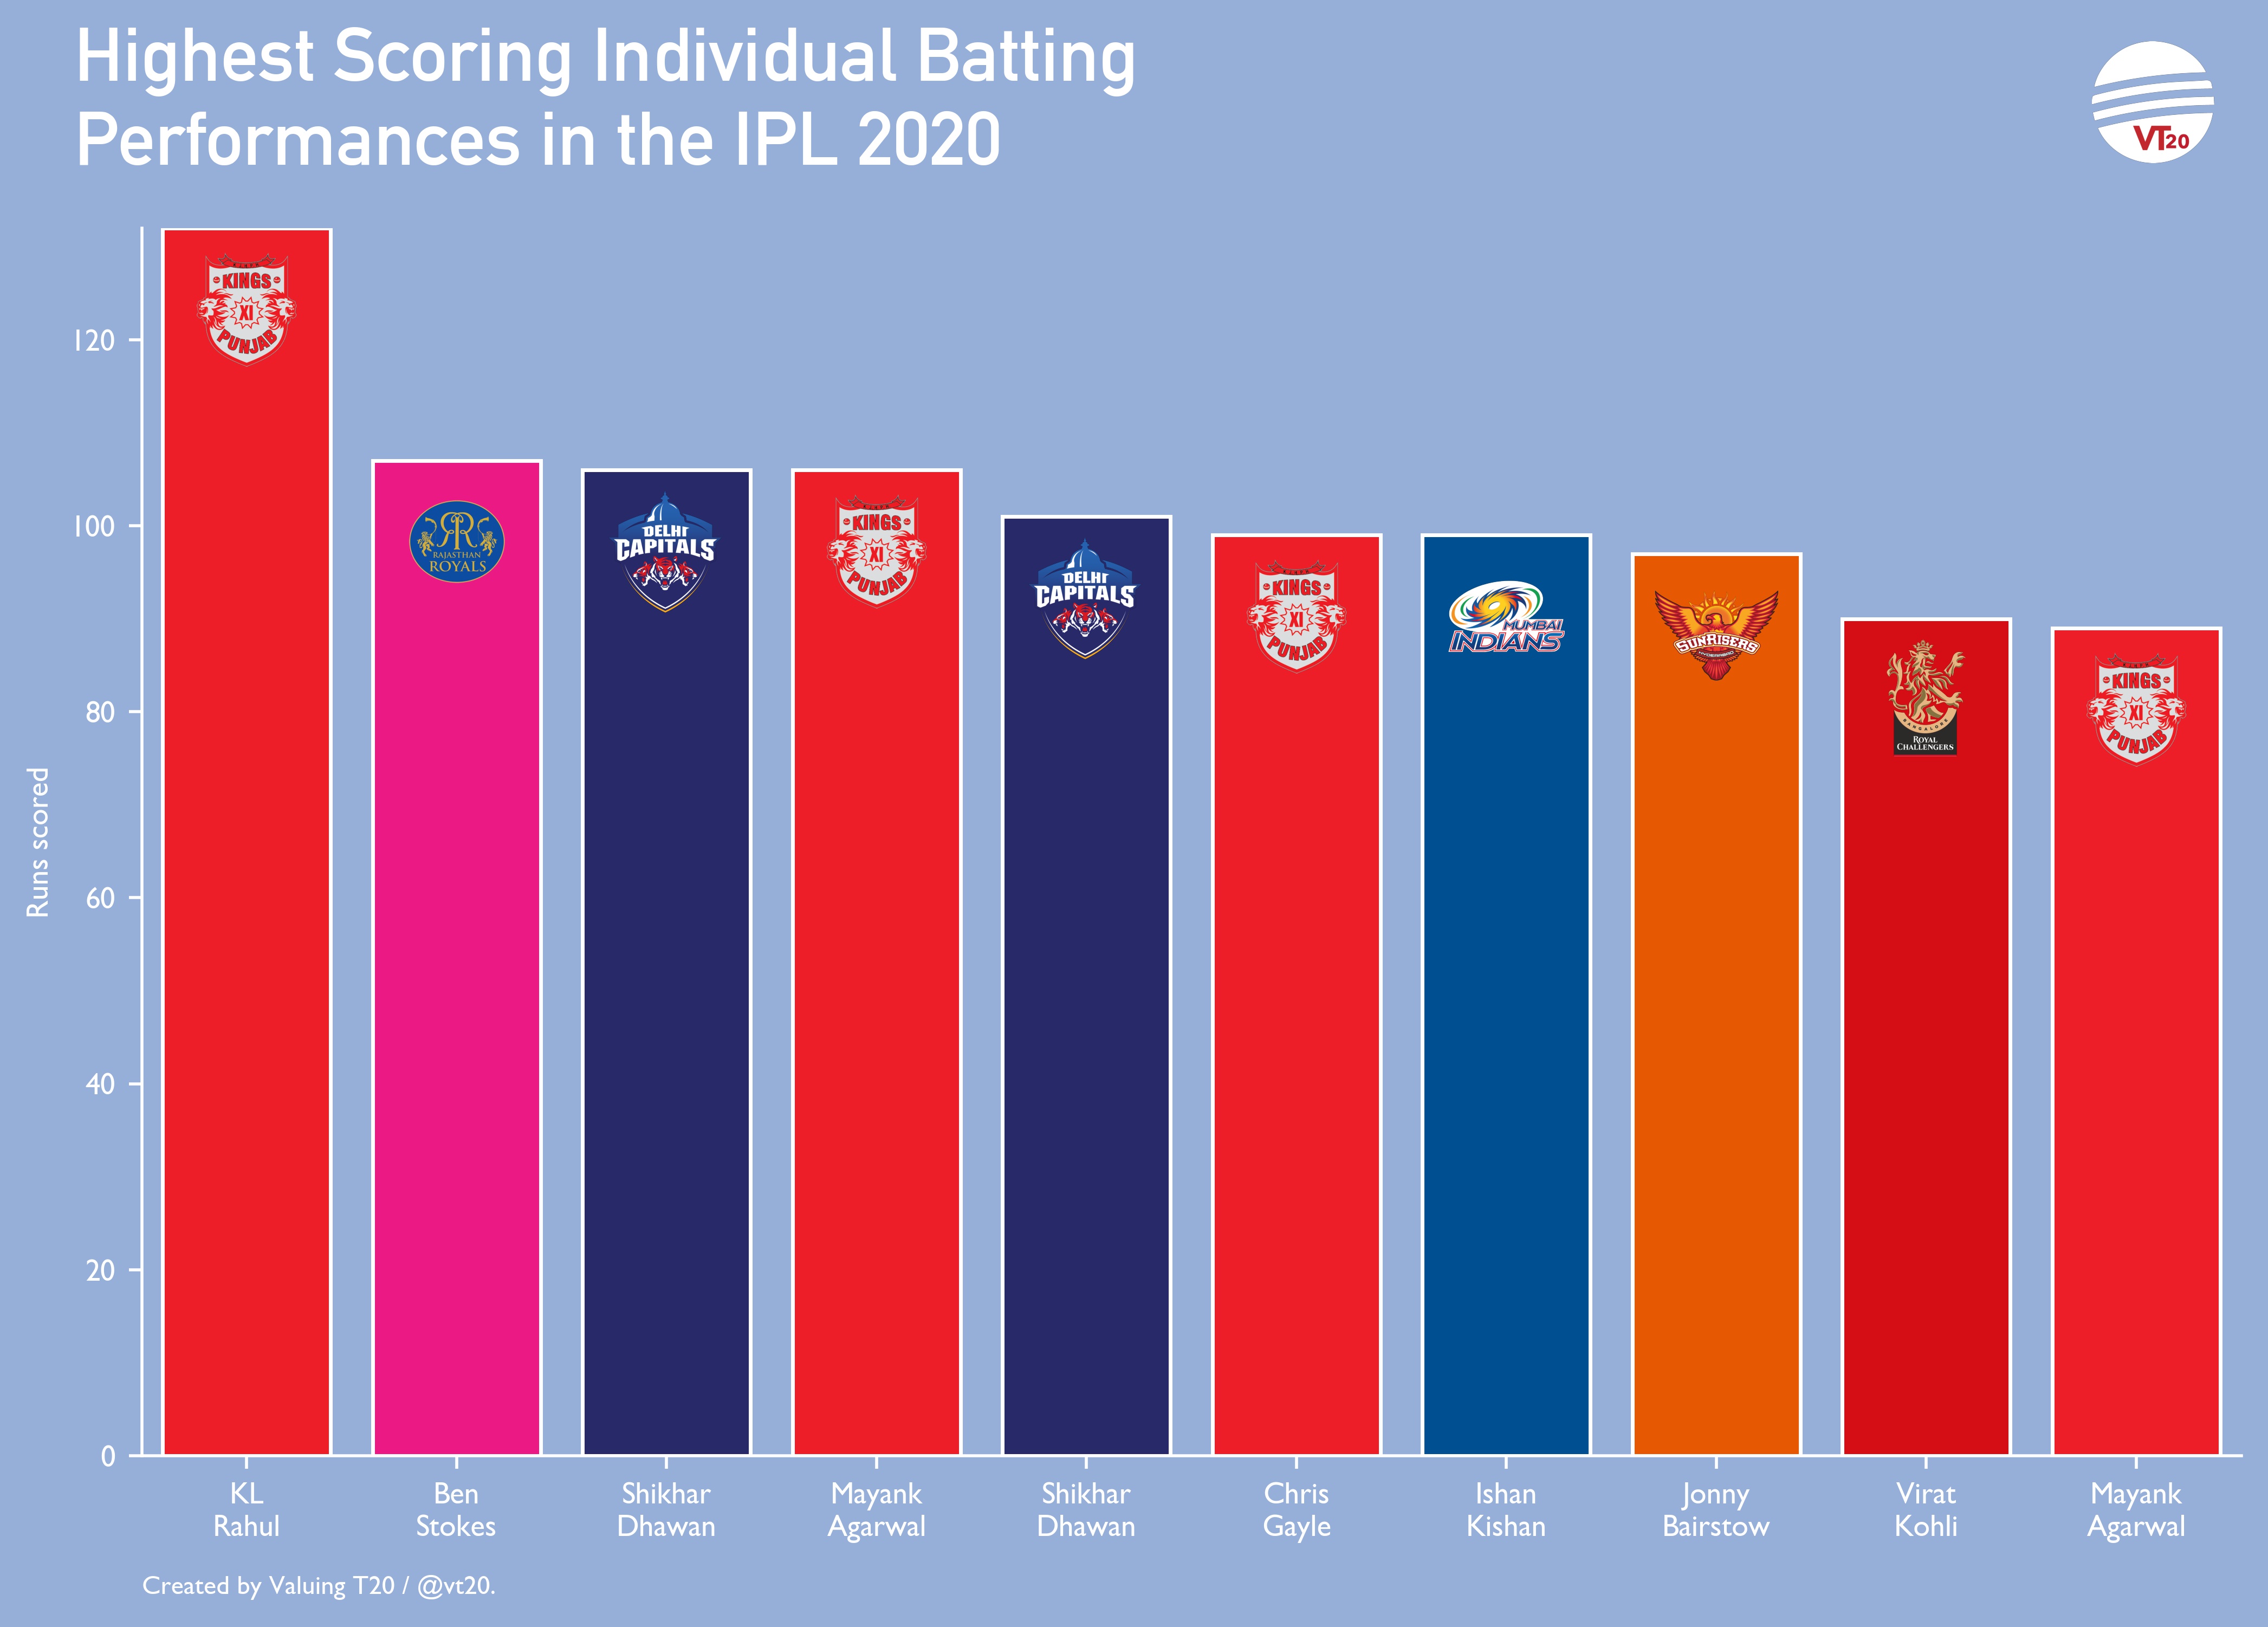 Highest Scoring Individual Batting
Performances in the IPL 2020
VT20
Runs scored
120
100
80
60
40
20
0
KINGS
XI
PUNJAB
RR
RAJASTHAN
ROYALS
DELHI
CAPITALS
KINGS
XI
PUNJAB
DELHI
CAPITALS
KINGS
XI
PUNJAB
MUMBAI
INDIANS
SUNRISERS
BANGALORE
ROYAL
CHALLENGERS
KINGS
XI
PUNJAB
KL
Rahul
Ben
Stokes
Shikhar
Dhawan
Mayank
Agarwal
Shikhar
Dhawan
Chris
Gayle
Ishan
Kishan
Jonny
Bairstow
Virat
Kohli
Mayank
Agarwal
Created by Valuing T20 / @vt20.